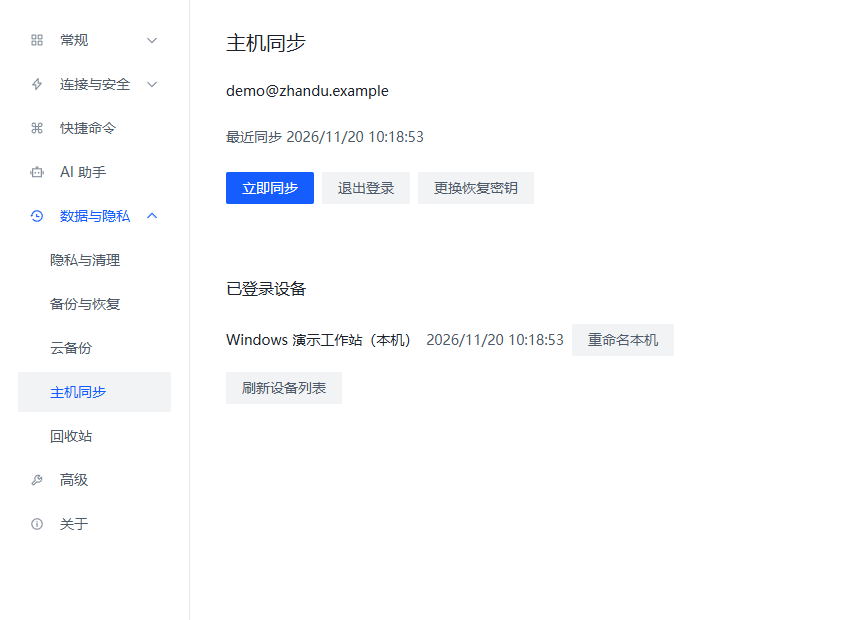 常规
连接与安全
快捷命令
AI 助手
数据与隐私
隐私与清理
备份与恢复
云备份
主机同步
回收站
高级
关于
主机同步
demo@zhandu.example
最近同步 2026/11/20 10:18:53
立即同步 退出登录 更换恢复密钥
已登录设备
Windows 演示工作站（本机） 2026/11/20 10:18:53 重命名本机
刷新设备列表